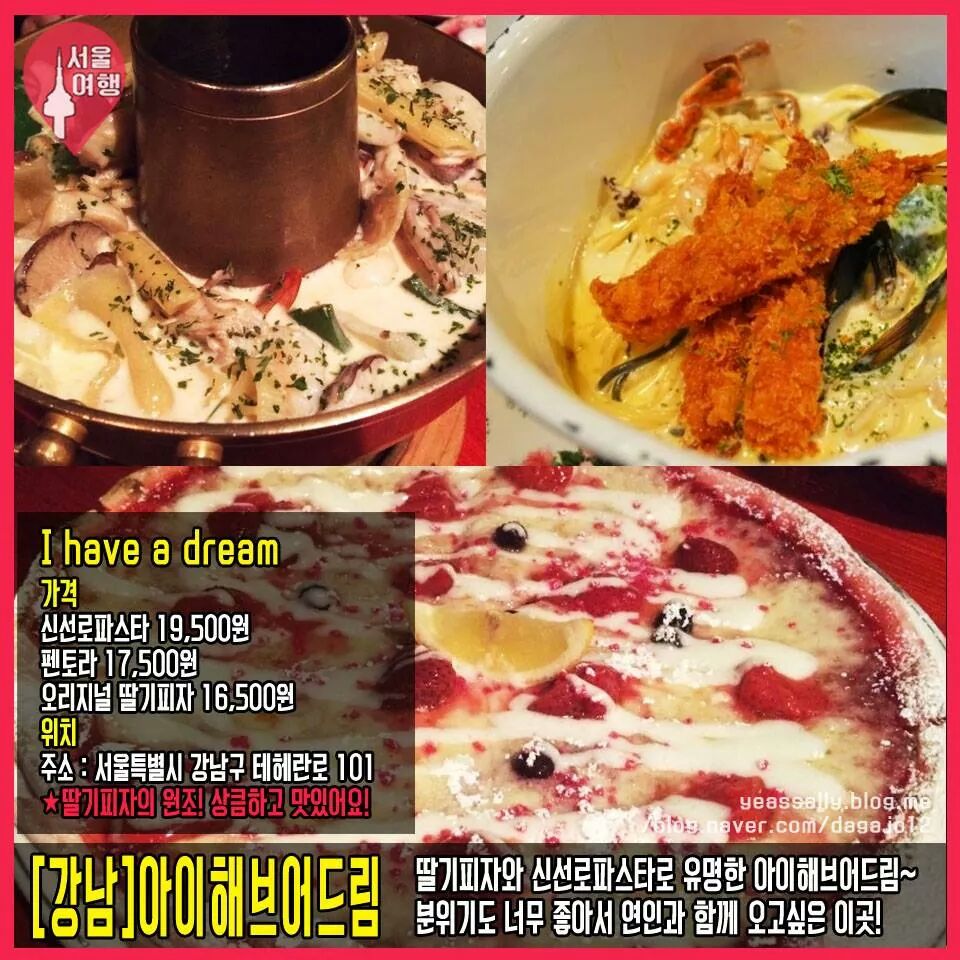 서울
여행
I have a dream
가격
신선로파스타 19,500원
펜토라 17,500원
오리지널 딸기피자 16,500원
위치
주소 : 서울특별시 강남구 테헤란로 101
★딸기피자의 원조! 상큼하고 맛있어요!
yeassally.blog.me
/blog.naver.com/dagajo12
[강남]아이해브어드림
딸기피자와 신선로파스타로 유명한 아이해브어드림~
분위기도 너무 좋아서 연인과 함께 오고싶은 이곳!